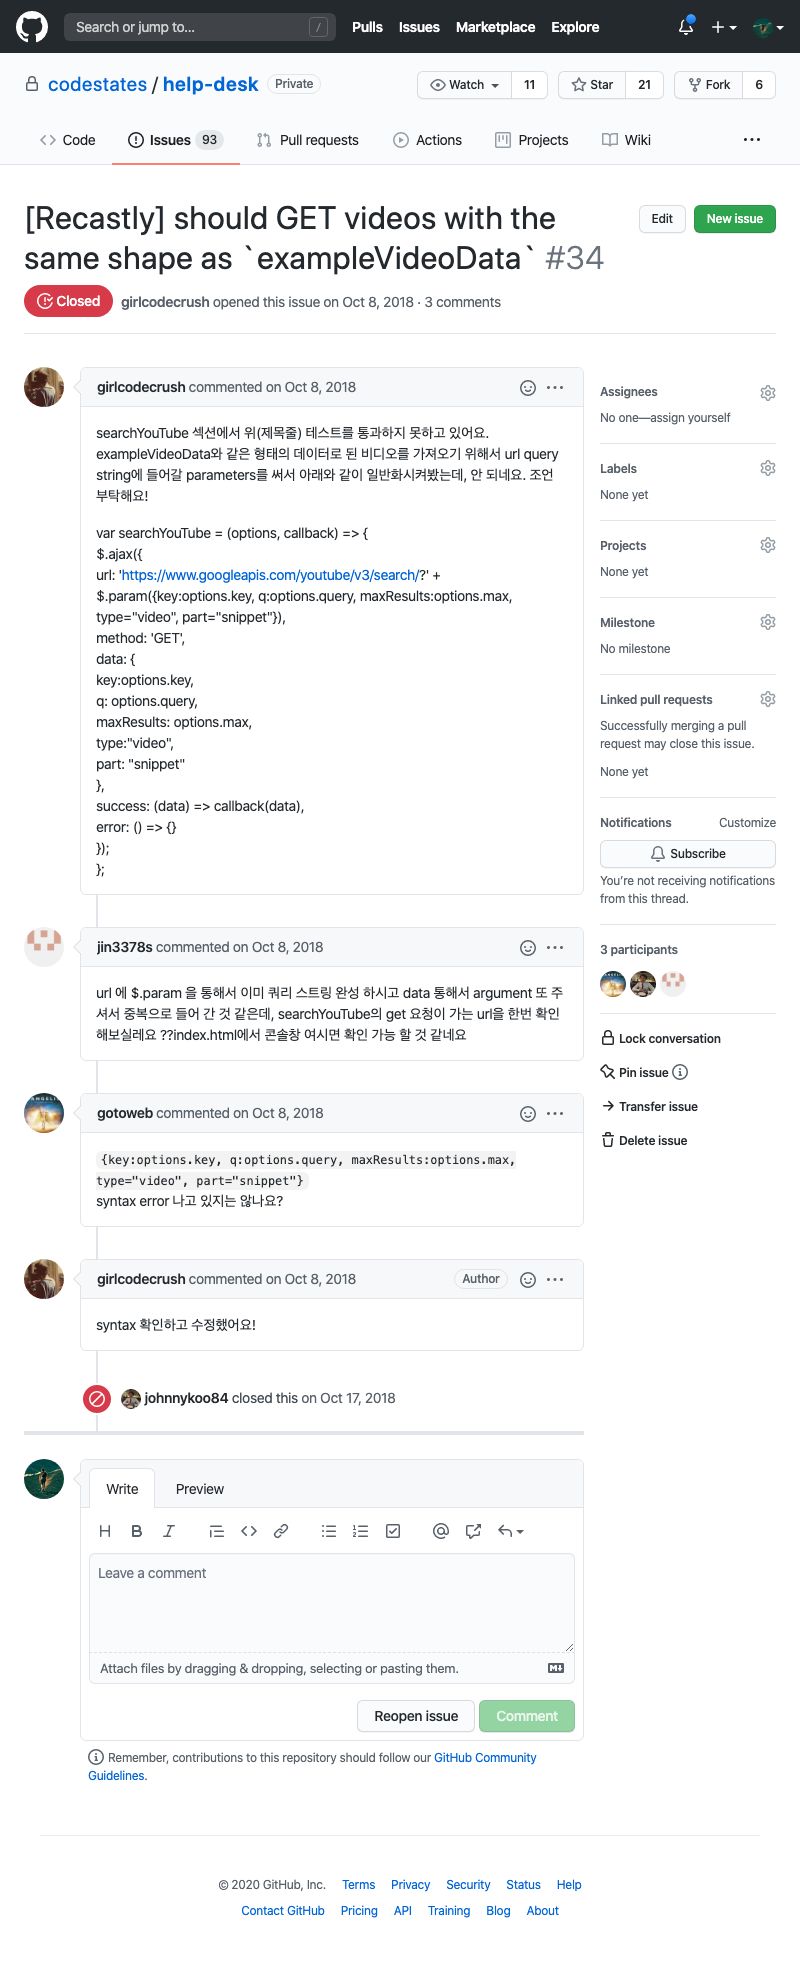 Search or jump to... /
Pulls Issues Marketplace Explore
codestates / help-desk Private
Watch 11 Star 21 Fork 6
Code Issues 93 Pull requests Actions Projects Wiki
[Recastly] should GET videos with the
same shape as `exampleVideoData` #34
Edit New issue
Closed girlcodecrush opened this issue on Oct 8, 2018 · 3 comments
girlcodecrush commented on Oct 8, 2018
searchYouTube 섹션에서 위(제목줄) 테스트를 통과하지 못하고 있어요.
exampleVideoData와 같은 형태의 데이터로 된 비디오를 가져오기 위해서 url query
string에 들어갈 parameters를 써서 아래와 같이 일반화시켜봤는데, 안 되네요. 조언
부탁해요!
var searchYouTube = (options, callback) => {
$.ajax({
url: 'https://www.googleapis.com/youtube/v3/search/?' +
$.param({key:options.key, q:options.query, maxResults:options.max,
type="video", part="snippet"}),
method: 'GET',
data: {
key:options.key,
q: options.query,
maxResults: options.max,
type:"video",
part: "snippet"
},
success: (data) => callback(data),
error: () => {}
});
};
jin3378s commented on Oct 8, 2018
url 에 $.param 을 통해서 이미 쿼리 스트링 완성 하시고 data 통해서 argument 또 주
셔서 중복으로 들어 간 것 같은데, searchYouTube의 get 요청이 가는 url을 한번 확인
해보실레요 ??index.html에서 콘솔창 여시면 확인 가능 할 것 같네요
gotoweb commented on Oct 8, 2018
{key:options.key, q:options.query, maxResults:options.max,
type="video", part="snippet"}
syntax error 나고 있지는 않나요?
girlcodecrush commented on Oct 8, 2018 Author
syntax 확인하고 수정했어요!
johnnykoo84 closed this on Oct 17, 2018
Write Preview
H B I
Leave a comment
Attach files by dragging & dropping, selecting or pasting them.
Reopen issue Comment
Remember, contributions to this repository should follow our GitHub Community
Guidelines.
Assignees
No one—assign yourself
Labels
None yet
Projects
None yet
Milestone
No milestone
Linked pull requests
Successfully merging a pull
request may close this issue.
None yet
Notifications Customize
Subscribe
You're not receiving notifications
from this thread.
3 participants
Lock conversation
Pin issue
Transfer issue
Delete issue
© 2020 GitHub, Inc. Terms Privacy Security Status Help
Contact GitHub Pricing API Training Blog About